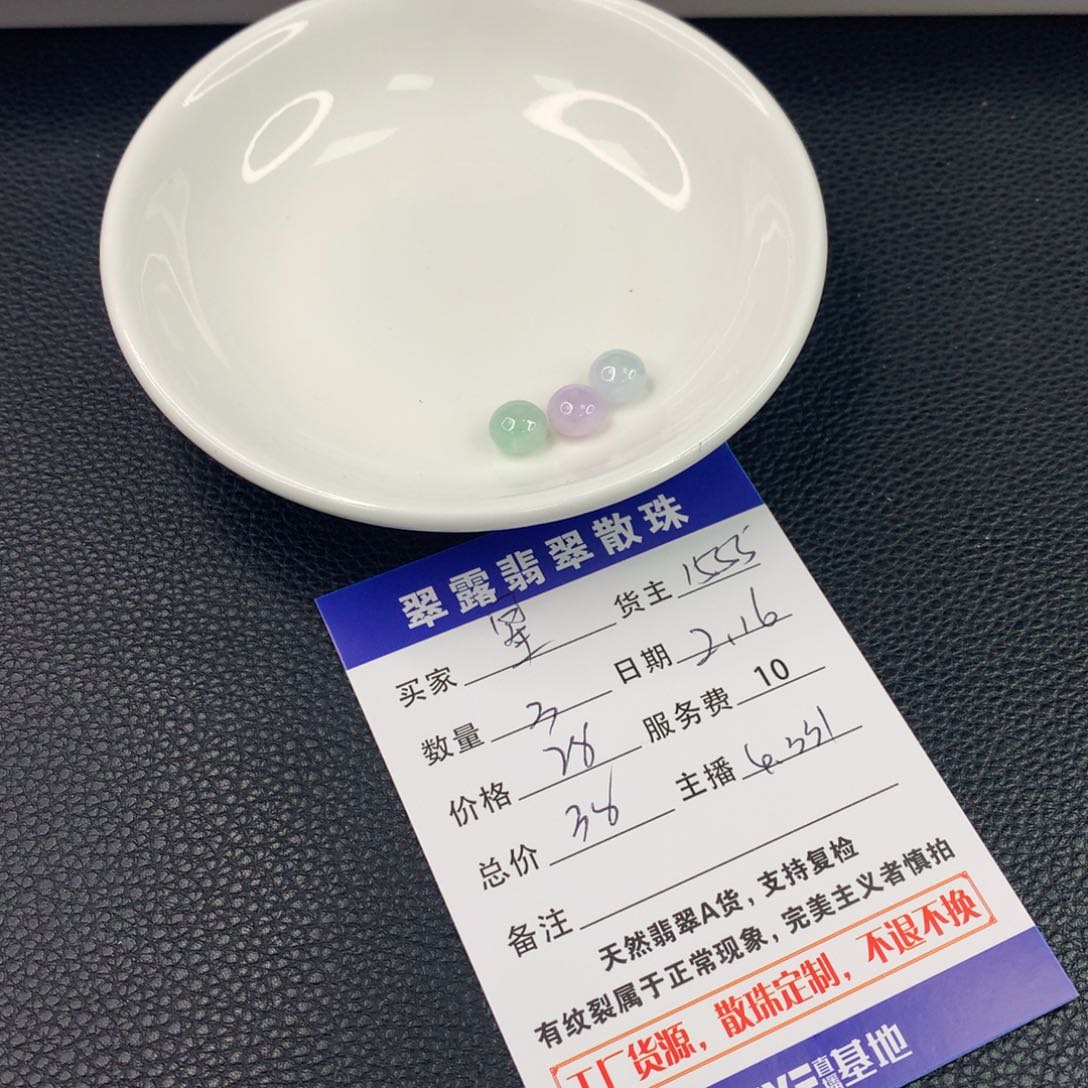 翠露翡翠散珠
买家 星 货主 1555
数量 3 日期 2.16
价格 28 服务费 10
总价 38 主播
备注
天然翡翠A货，支持复检
有纹裂属于正常现象，完美主义者慎拍
工厂货源，散珠定制，不退不换
直播基地